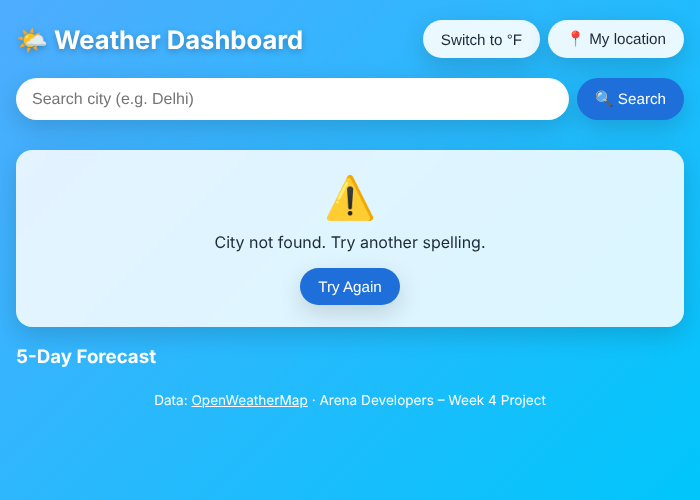 🌤️ Weather Dashboard
Switch to °F
📍 My location
Search city (e.g. Delhi)
🔍 Search
⚠️
City not found. Try another spelling.
Try Again
5-Day Forecast
Data: OpenWeatherMap · Arena Developers – Week 4 Project